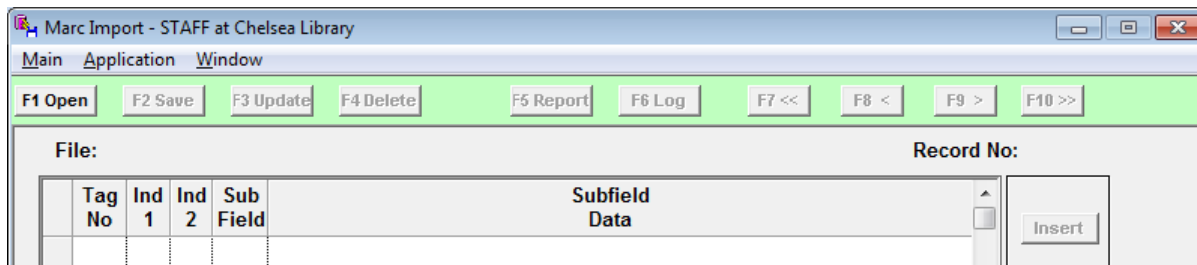 Marc Import - STAFF at Chelsea Library
Main Application Window
F1 Open F2 Save F3 Update F4 Delete F5 Report F6 Log F7 << F8 < F9 > F10 >>
File: Record No:
Tag Ind Ind Sub Subfield
No 1 2 Field Data
Insert